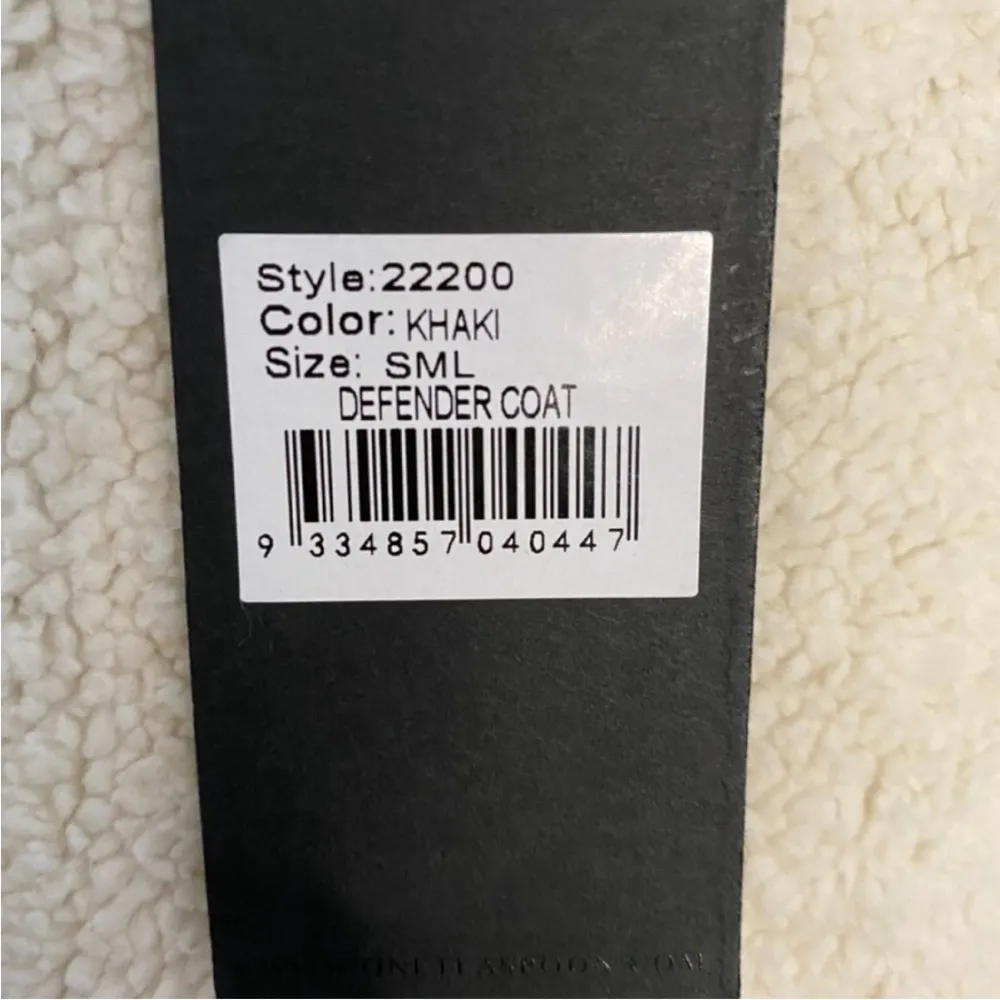 Style:22200
Color: KHAKI
Size: SML
DEFENDER COAT
9 334857 040447